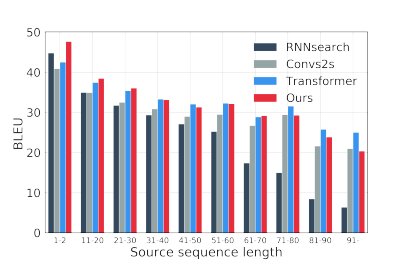 50
40
30
20
10
0
BLEU
RNNsearch
Convs2s
Transformer
Ours
1-2 11-20 21-30 31-40 41-50 51-60 61-70 71-80 81-90 91-
Source sequence length